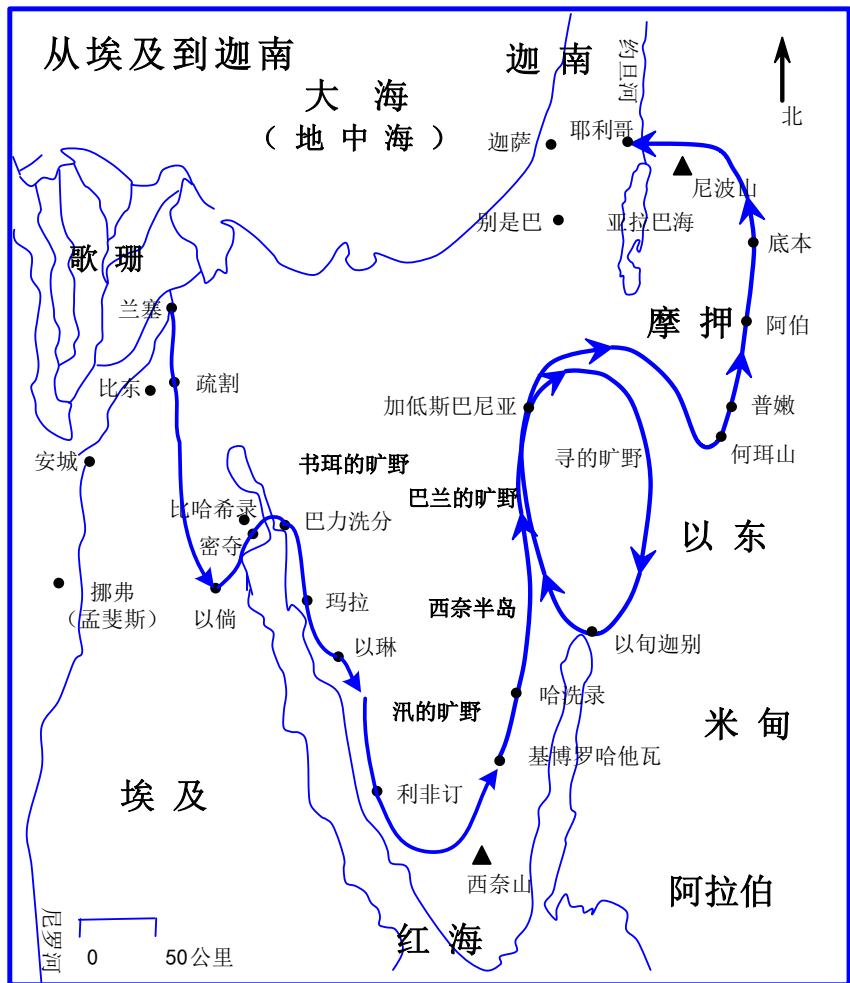 从埃及到迦南
迦 南
约旦河
大 海
（ 地 中 海 ）
北
迦萨
耶利哥
尼波山
别是巴
亚拉巴海
底本
歌 珊
兰塞
摩 押
阿伯
比东
疏割
加低斯巴尼亚
普嫩
何珥山
安城
书珥的旷野
寻的旷野
巴兰的旷野
比哈希录
巴力洗分
密夺
以 东
挪弗
（孟斐斯）
以倘
玛拉
西奈半岛
以琳
以旬迦别
哈洗录
汛的旷野
米 甸
基博罗哈他瓦
埃 及
利非订
西奈山
阿拉伯
尼罗河
红 海
0 50公里